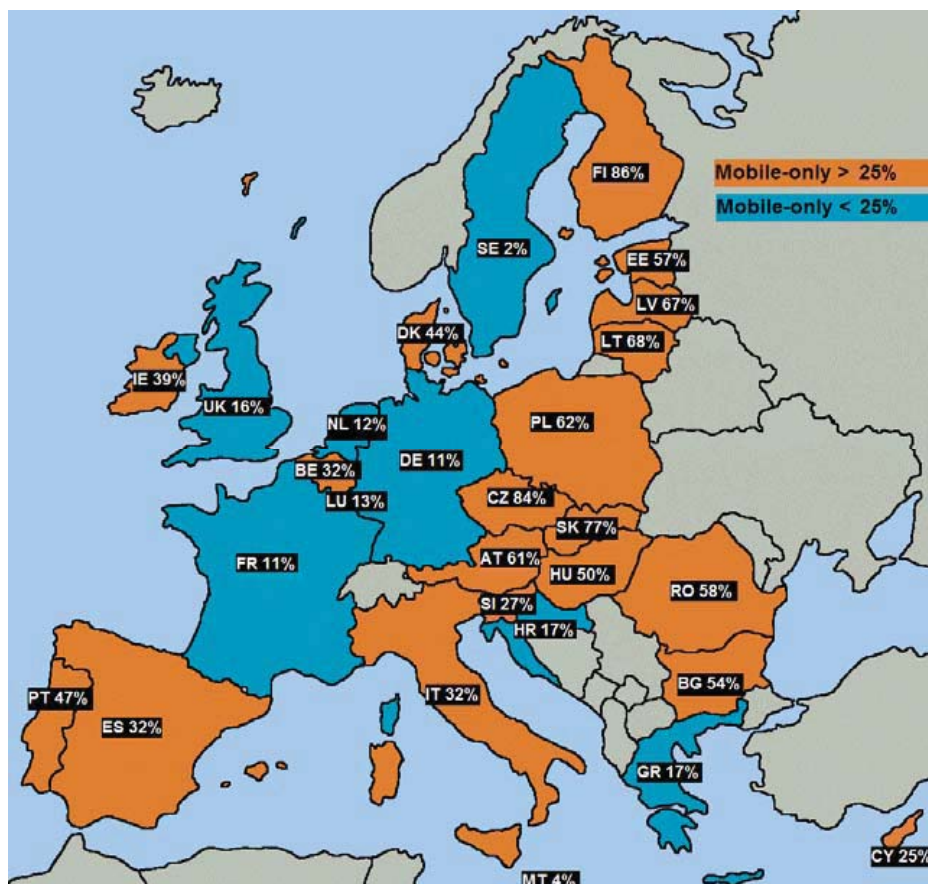 FI 86%
Mobile-only > 25%
Mobile-only < 25%
SE 2%
EE 57%
LV 67%
DK 44%
LT 68%
IE 39%
UK 16%
NL 12%
PL 62%
BE 32%
DE 11%
LU 13%
CZ 84%
SK 77%
FR 11%
AT 61%
HU 50%
RO 58%
SI 27%
HR 17%
PT 47%
ES 32%
IT 32%
BG 54%
GR 17%
CY 25%
MT 4%